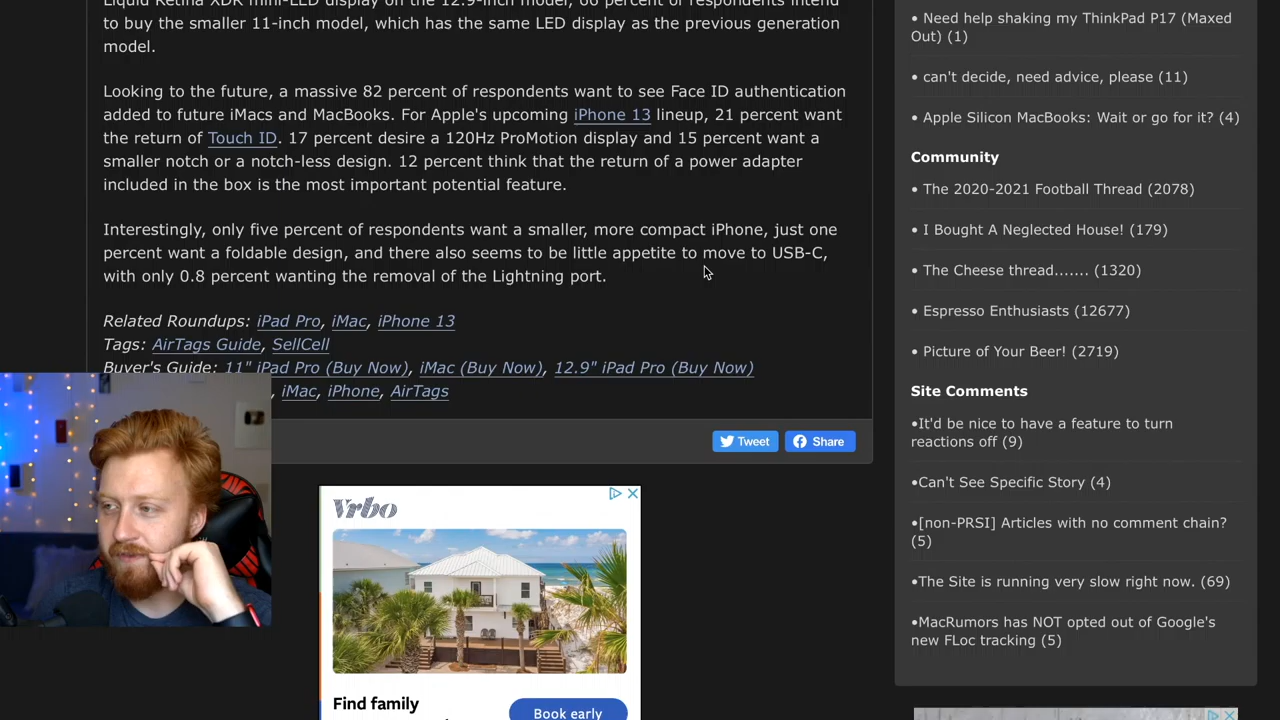 Liquid Retina XDR mini-LED display on the 12.9-inch model, 66 percent of respondents intend
to buy the smaller 11-inch model, which has the same LED display as the previous generation
model.
Looking to the future, a massive 82 percent of respondents want to see Face ID authentication
added to future iMacs and MacBooks. For Apple's upcoming iPhone 13 lineup, 21 percent want
the return of Touch ID. 17 percent desire a 120Hz ProMotion display and 15 percent want a
smaller notch or a notch-less design. 12 percent think that the return of a power adapter
included in the box is the most important potential feature.
Interestingly, only five percent of respondents want a smaller, more compact iPhone, just one
percent want a foldable design, and there also seems to be little appetite to move to USB-C,
with only 0.8 percent wanting the removal of the Lightning port.
Related Roundups: iPad Pro, iMac, iPhone 13
Tags: AirTags Guide, SellCell
Buyer's Guide: 11" iPad Pro (Buy Now), iMac (Buy Now), 12.9" iPad Pro (Buy Now)
, iMac, iPhone, AirTags
Tweet
Share
Vrbo
Find family
Book early
• Need help shaking my ThinkPad P17 (Maxed
Out) (1)
• can't decide, need advice, please (11)
• Apple Silicon MacBooks: Wait or go for it? (4)
Community
• The 2020-2021 Football Thread (2078)
• I Bought A Neglected House! (179)
• The Cheese thread....... (1320)
• Espresso Enthusiasts (12677)
• Picture of Your Beer! (2719)
Site Comments
•It'd be nice to have a feature to turn
reactions off (9)
•Can't See Specific Story (4)
•[non-PRSI] Articles with no comment chain?
(5)
•The Site is running very slow right now. (69)
•MacRumors has NOT opted out of Google's
new FLoc tracking (5)